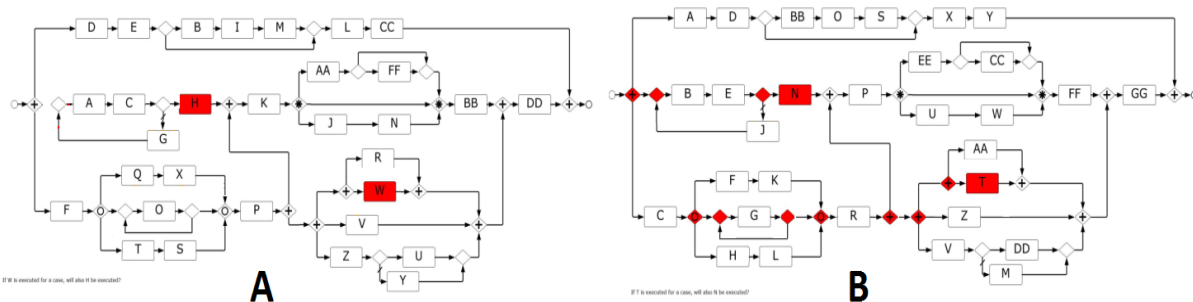 D E B I M L CC
AA FF
A C H K BB DD
J N
G
R
Q X
W
F O P
V
T S
Z U
Y
If W is executed for a case, will also H be executed?
A
A D BB O S X Y
EE CC
B E N P FF GG
U W
J
AA
F K
T
C G R
Z
H L
V DD
M
If T is executed for a case, will also N be executed?
B